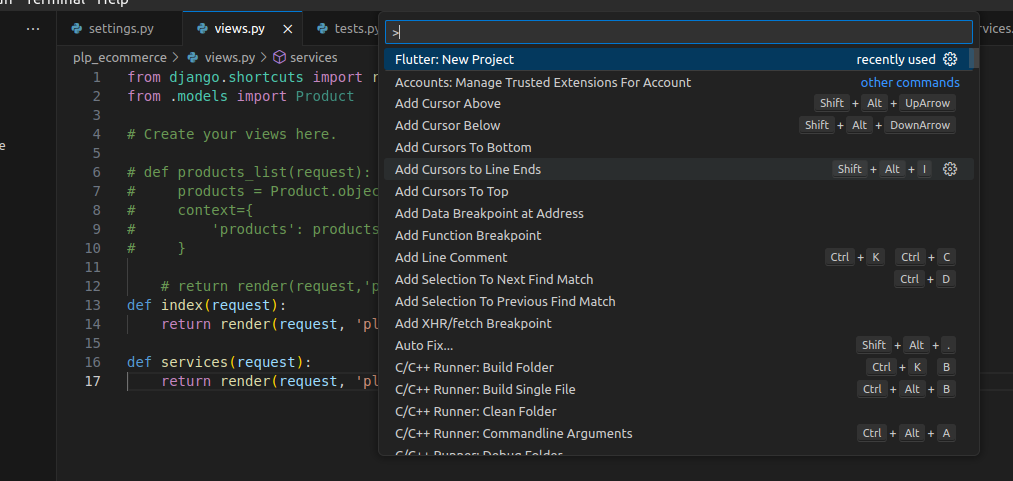 Terminal Help
settings.py
views.py
tests.py
plp_ecommerce > views.py > services
1 from django.shortcuts import r
2 from .models import Product
3
4 # Create your views here.
5
6 # def products_list(request):
7 #     products = Product.objec
8 #     context={
9 #         'products': products
10 #     }
11
12     # return render(request,'p
13 def index(request):
14     return render(request, 'pl
15
16 def services(request):
17     return render(request, 'pl
>
Flutter: New Project recently used
Accounts: Manage Trusted Extensions For Account other commands
Add Cursor Above Shift + Alt + UpArrow
Add Cursor Below Shift + Alt + DownArrow
Add Cursors To Bottom
Add Cursors to Line Ends Shift + Alt + I
Add Cursors To Top
Add Data Breakpoint at Address
Add Function Breakpoint
Add Line Comment Ctrl + K Ctrl + C
Add Selection To Next Find Match Ctrl + D
Add Selection To Previous Find Match
Add XHR/fetch Breakpoint
Auto Fix... Shift + Alt + .
C/C++ Runner: Build Folder Ctrl + K B
C/C++ Runner: Build Single File Ctrl + Alt + B
C/C++ Runner: Clean Folder
C/C++ Runner: Commandline Arguments Ctrl + Alt + A
C/C++ Runner: Debug Folder